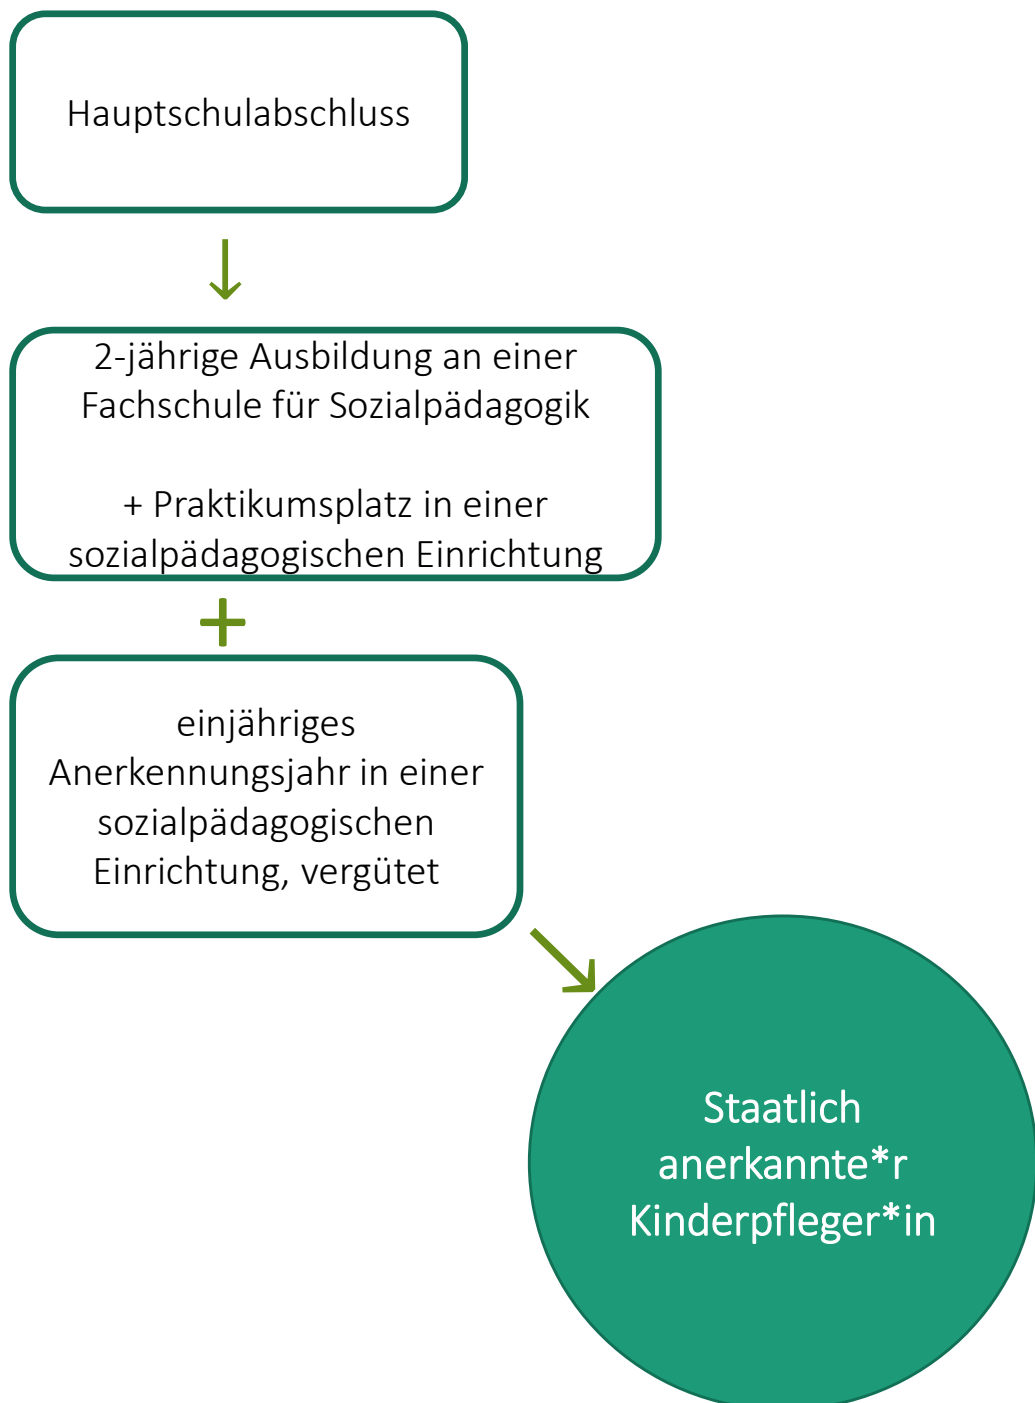 Hauptschulabschluss
2-jährige Ausbildung an einer
Fachschule für Sozialpädagogik
+ Praktikumsplatz in einer
sozialpädagogischen Einrichtung
einjähriges
Anerkennungsjahr in einer
sozialpädagogischen
Einrichtung, vergütet
Staatlich
anerkannte*r
Kinderpfleger*in